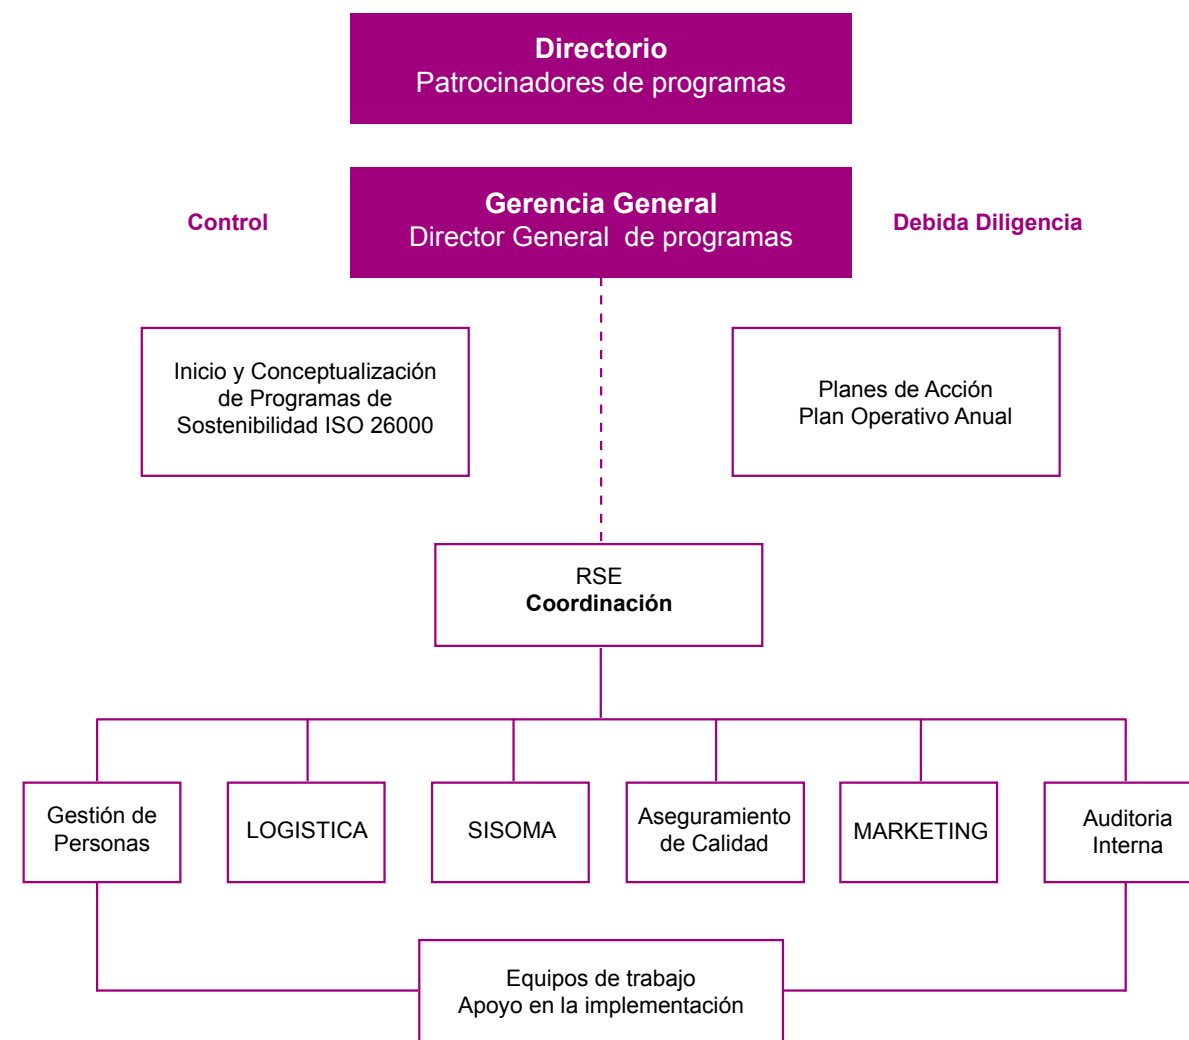 Directorio
Patrocinadores de programas
Control
Gerencia General
Director General  de programas
Debida Diligencia
Inicio y Conceptualización
de Programas de
Sostenibilidad ISO 26000
Planes de Acción
Plan Operativo Anual
RSE
Coordinación
Gestión de
Personas
LOGISTICA
SISOMA
Aseguramiento
de Calidad
MARKETING
Auditoria
Interna
Equipos de trabajo
Apoyo en la implementación